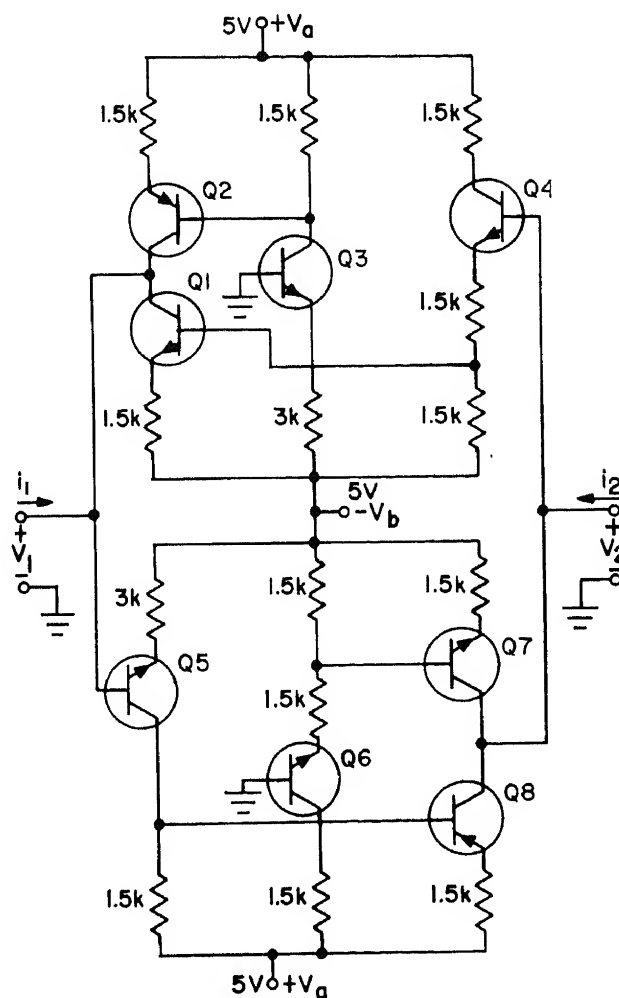 5V +Va
1.5k 1.5k 1.5k
Q2 Q4
Q3
Q1
1.5k
1.5k 3k 1.5k
i1 5V i2
-Vb
+ +
V1 V2
- -
1.5k 1.5k
3k
Q5 Q7
1.5k
Q6
Q8
1.5k 1.5k 1.5k
5V +Va